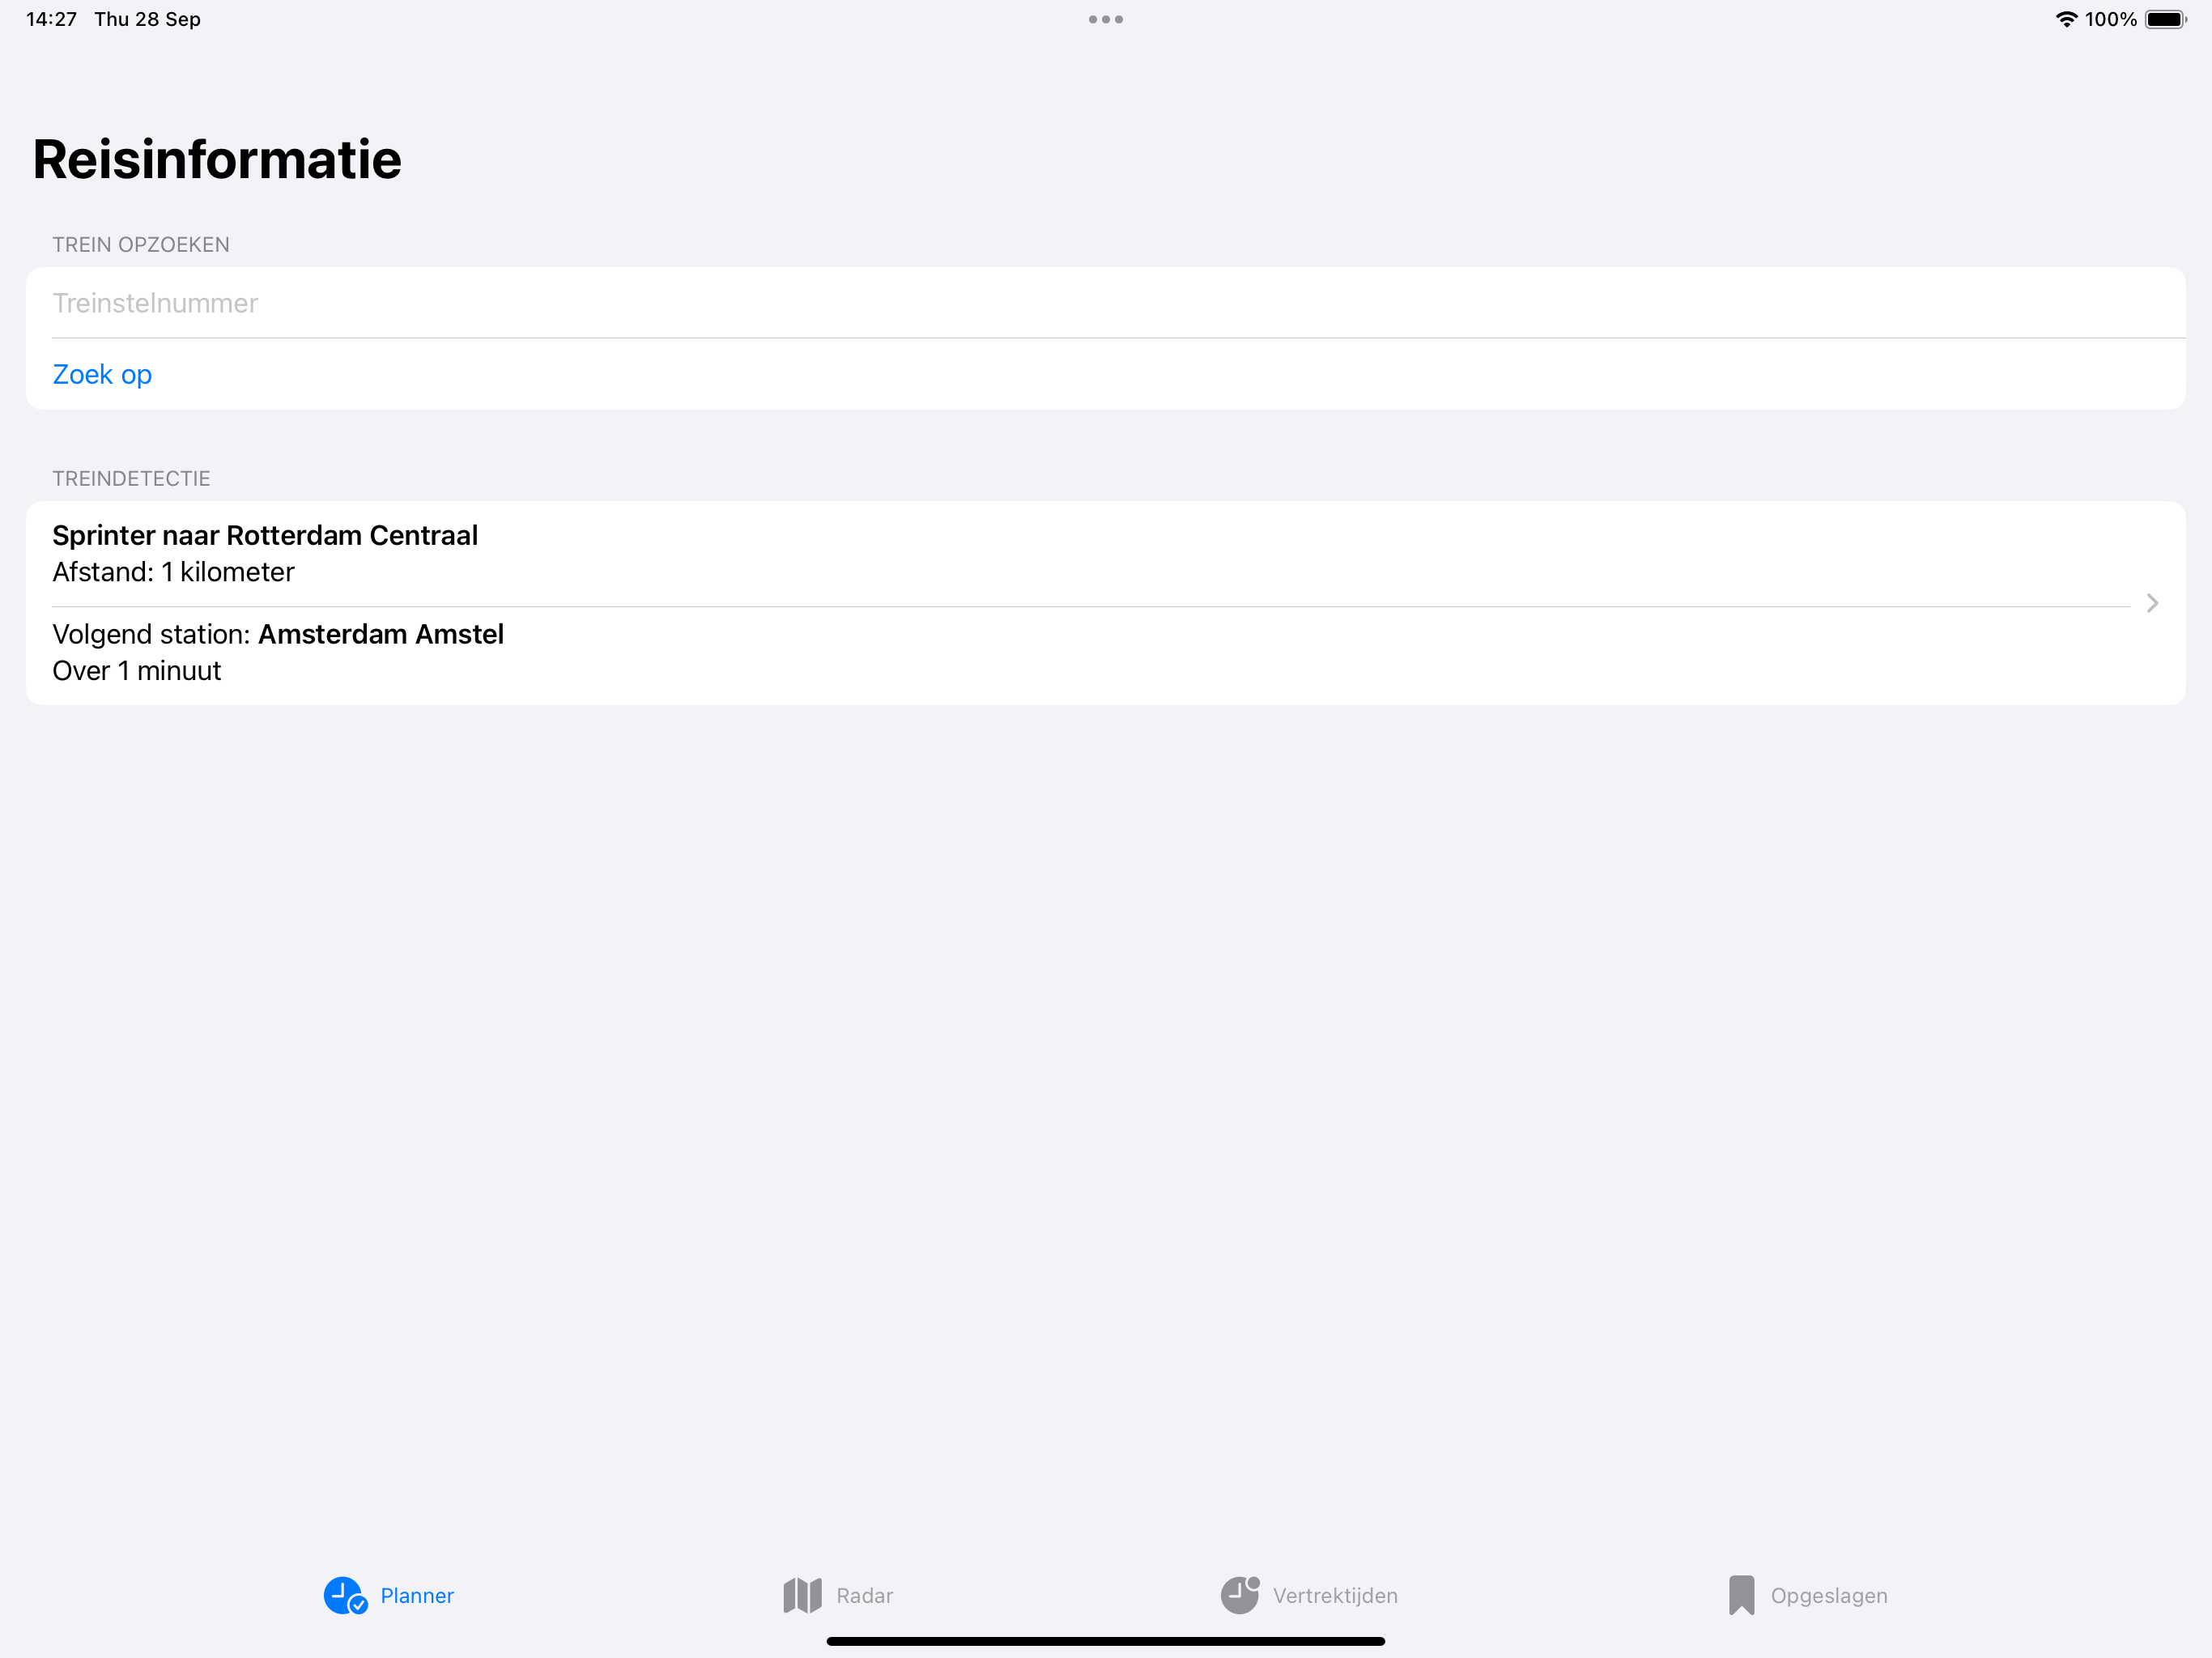 14:27 Thu 28 Sep
100%
Reisinformatie
TREIN OPZOEKEN
Treinstelnummer
Zoek op
TREINDETECTIE
Sprinter naar Rotterdam Centraal
Afstand: 1 kilometer
Volgend station: Amsterdam Amstel
Over 1 minuut
Planner
Radar
Vertrektijden
Opgeslagen